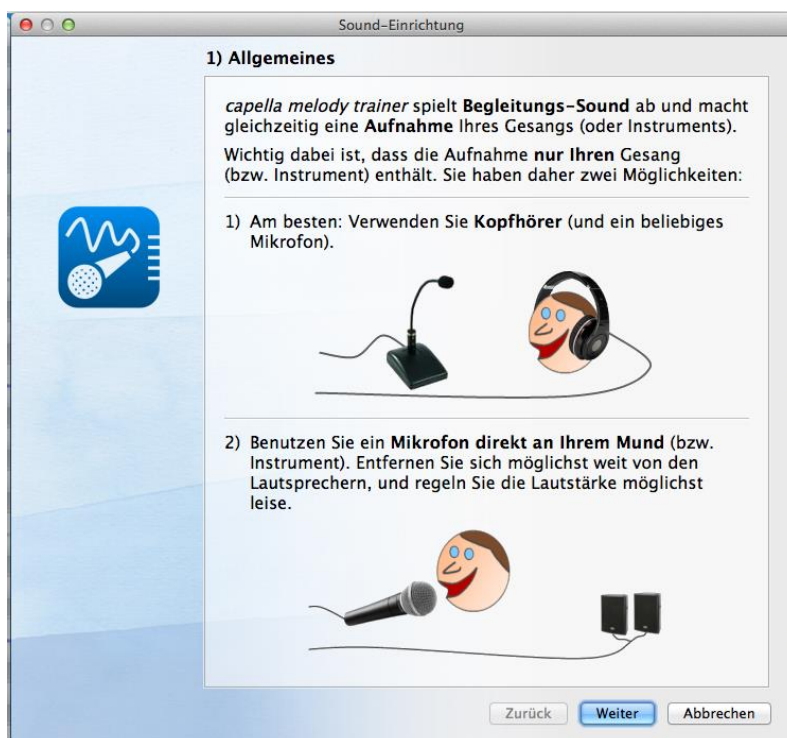 Sound-Einrichtung
1) Allgemeines
capella melody trainer spielt Begleitungs-Sound ab und macht
gleichzeitig eine Aufnahme Ihres Gesangs (oder Instruments).
Wichtig dabei ist, dass die Aufnahme nur Ihren Gesang
(bzw. Instrument) enthält. Sie haben daher zwei Möglichkeiten:
1) Am besten: Verwenden Sie Kopfhörer (und ein beliebiges
Mikrofon).
2) Benutzen Sie ein Mikrofon direkt an Ihrem Mund (bzw.
Instrument). Entfernen Sie sich möglichst weit von den
Lautsprechern, und regeln Sie die Lautstärke möglichst
leise.
Zurück Weiter Abbrechen